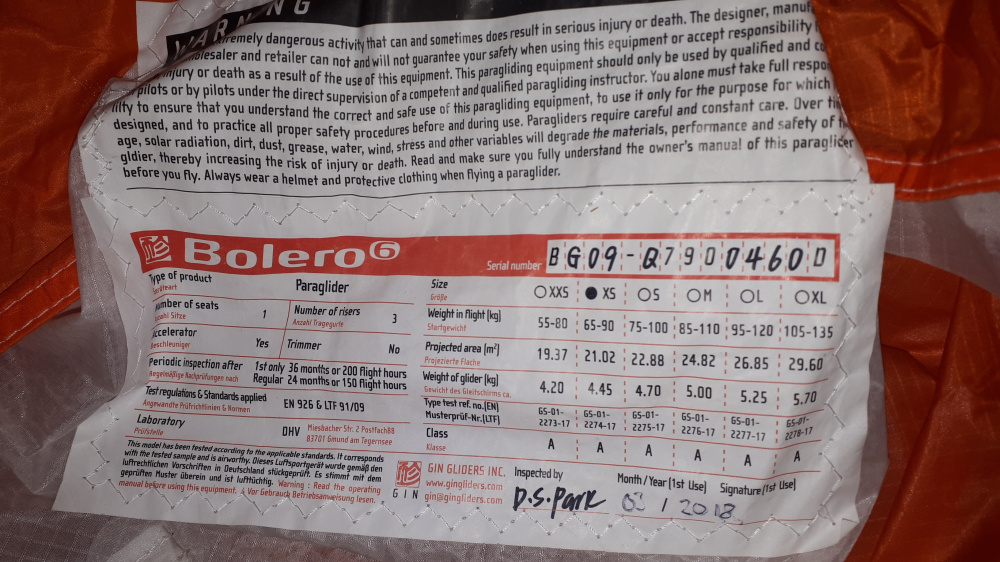 WARNING
extremely dangerous activity that can and sometimes does result in serious injury or death. The designer,
wholesaler and retailer can not and will not guarantee your safety when using this equipment or accept responsibility
injury or death as a result of the use of this equipment. This paragliding equipment should only be used by qualified and
pilots or by pilots under the direct supervision of a competent and qualified paragliding instructor. You alone must take full
to ensure that you understand the correct and safe use of this paragliding equipment, to use it only for the purpose for which
designed, and to practice all proper safety procedures before and during use. Paragliders require careful and constant care. Over
age, solar radiation, dirt, dust, grease, water, wind, stress and other variables will degrade the materials, performance and safety of
gldier, thereby increasing the risk of injury or death. Read and make sure you fully understand the owner's manual of this paraglider
before you fly. Always wear a helmet and protective clothing when flying a paraglider.
Bolero 6 Serial number BG09-Q79004600
Type of product Paraglider
Geräteart
Number of seats 1 Number of risers 3
Anzahl Sitze Anzahl Tragegurte
Accelerator Yes Trimmer No
Beschleuniger
Periodic inspection after 1st only 36 months or 200 flight hours
Regelmäßige Nachprüfungen nach Regular 24 months or 150 flight hours
Test regulations & Standards applied EN 926 & LTF 91/09
Angewandte Prüfrichtlinien & Normen
Laboratory DHV Miesbacher Str. 2 Postfach88
Prüfstelle 83701 Gmund am Tegernsee
This model has been tested according to the applicable standards. It corresponds
with the tested sample and is airworthy. Dieses Luftsportgerät wurde gemäß den
luftrechtlichen Vorschriften in Deutschland stückgeprüft. Es stimmt mit dem
geprüften Muster überein und ist lufttüchtig. Warning : Read the operating
manual before using this equipment. Vor Gebrauch Betriebsanweisung lesen.
Size XXS XS S M L XL
Größe
Weight in flight (kg) 55-80 65-90 75-100 85-110 95-120 105-135
Startgewicht
Projected area (m²) 19.37 21.02 22.88 24.82 26.85 29.60
Projezierte Fläche
Weight of glider (kg) 4.20 4.45 4.70 5.00 5.25 5.70
Gewicht des Gleitschirms ca.
Type test ref. no.(EN) GS-01- GS-01- GS-01- GS-01- GS-01- GS-01-
Musterprüf-Nr.(LTF) 2273-17 2274-17 2275-17 2276-17 2277-17 2278-17
Class A A A A A A
Klasse
GIN
GIN GLIDERS INC.
www.gingliders.com
gin@gingliders.com
Inspected by Month/Year (1st Use) Signature (1st Use)
D.S.Park 03 / 2018